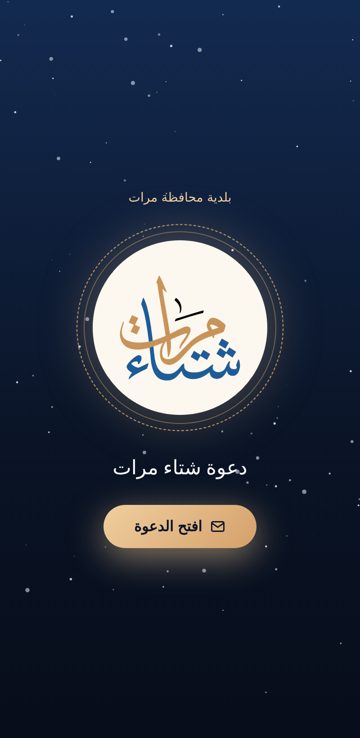 بلدية محافظة مرات
شتاء مرات
دعوة شتاء مرات
افتح الدعوة